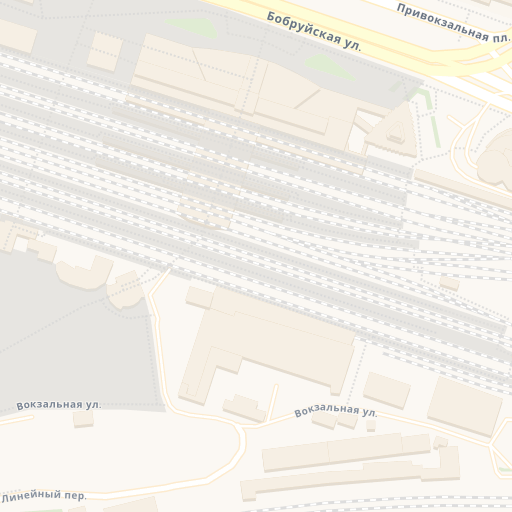 Привокзальная пл.
Бобруйская ул.
Вокзальная ул.
Вокзальная ул.
Линейный пер.